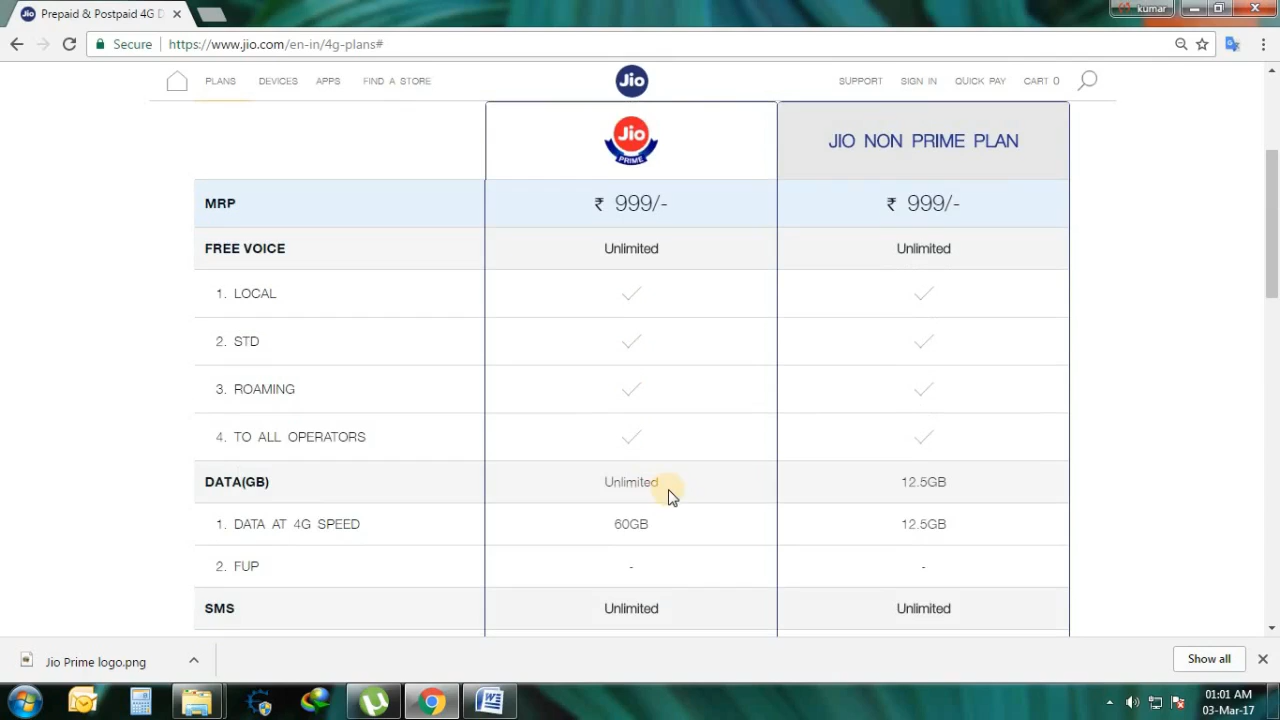 Prepaid & Postpaid 4G D
kumar
Secure https://www.jio.com/en-in/4g-plans#
PLANS DEVICES APPS FIND A STORE Jio SUPPORT SIGN IN QUICK PAY CART 0
Jio PRIME JIO NON PRIME PLAN
MRP ₹ 999/- ₹ 999/-
FREE VOICE Unlimited Unlimited
1. LOCAL
2. STD
3. ROAMING
4. TO ALL OPERATORS
DATA(GB) Unlimited 12.5GB
1. DATA AT 4G SPEED 60GB 12.5GB
2. FUP - -
SMS Unlimited Unlimited
Jio Prime logo.png Show all
01:01 AM
03-Mar-17